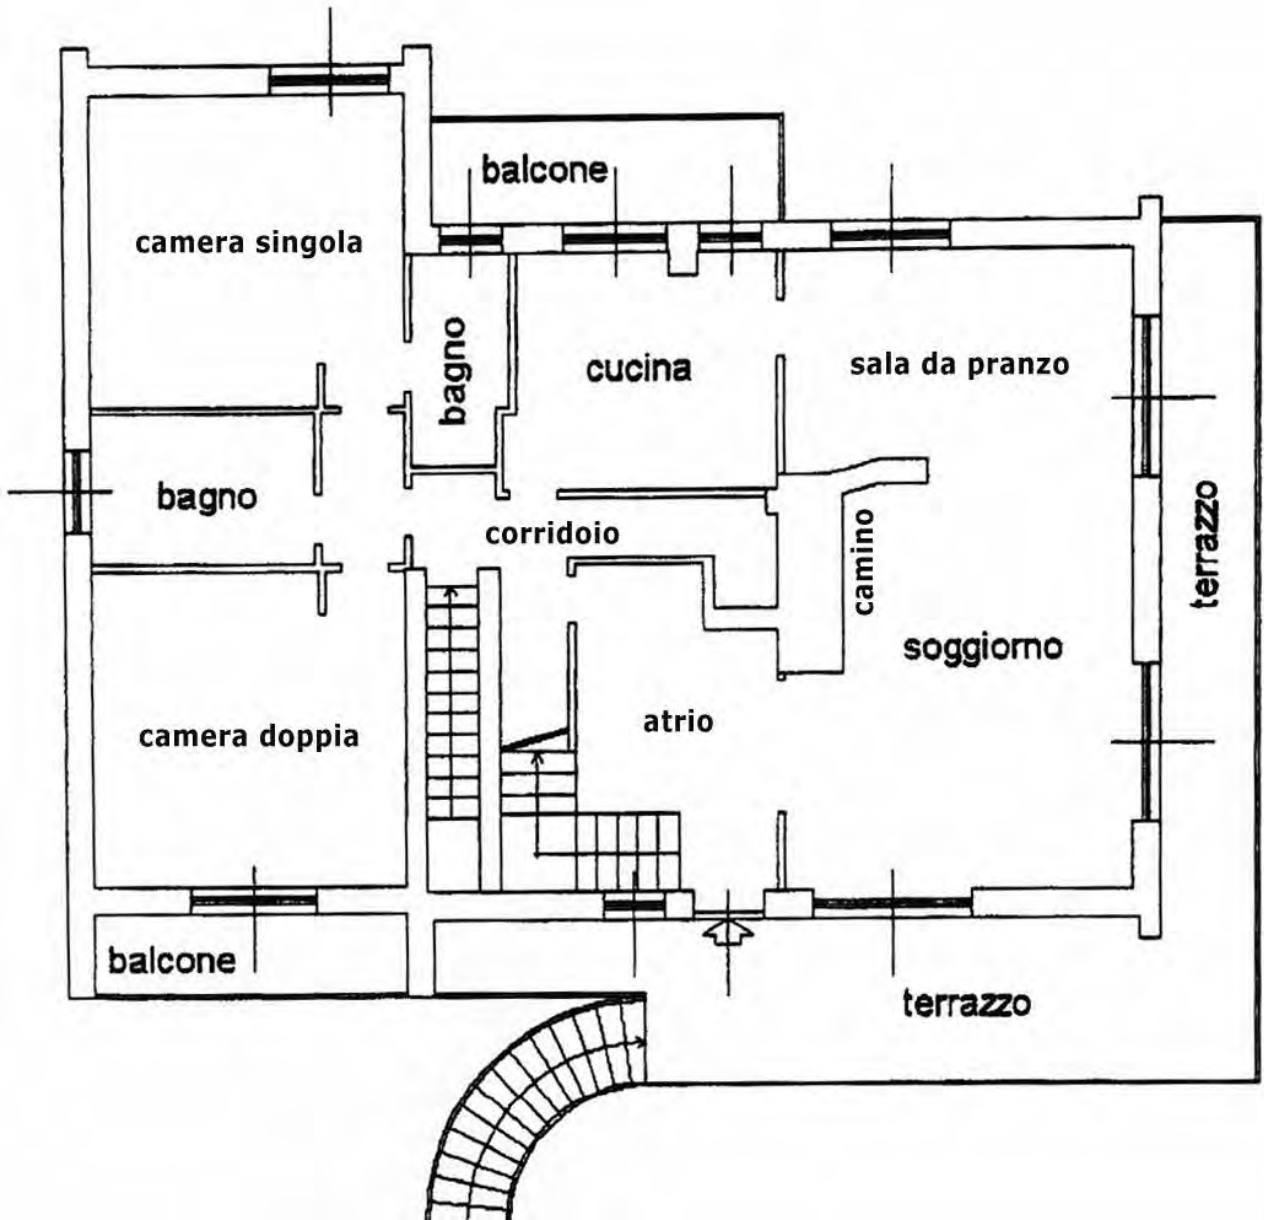 balcone
camera singola
bagno
cucina
sala da pranzo
bagno
corridoio
camino
terrazzo
soggiorno
camera doppia
atrio
balcone
terrazzo